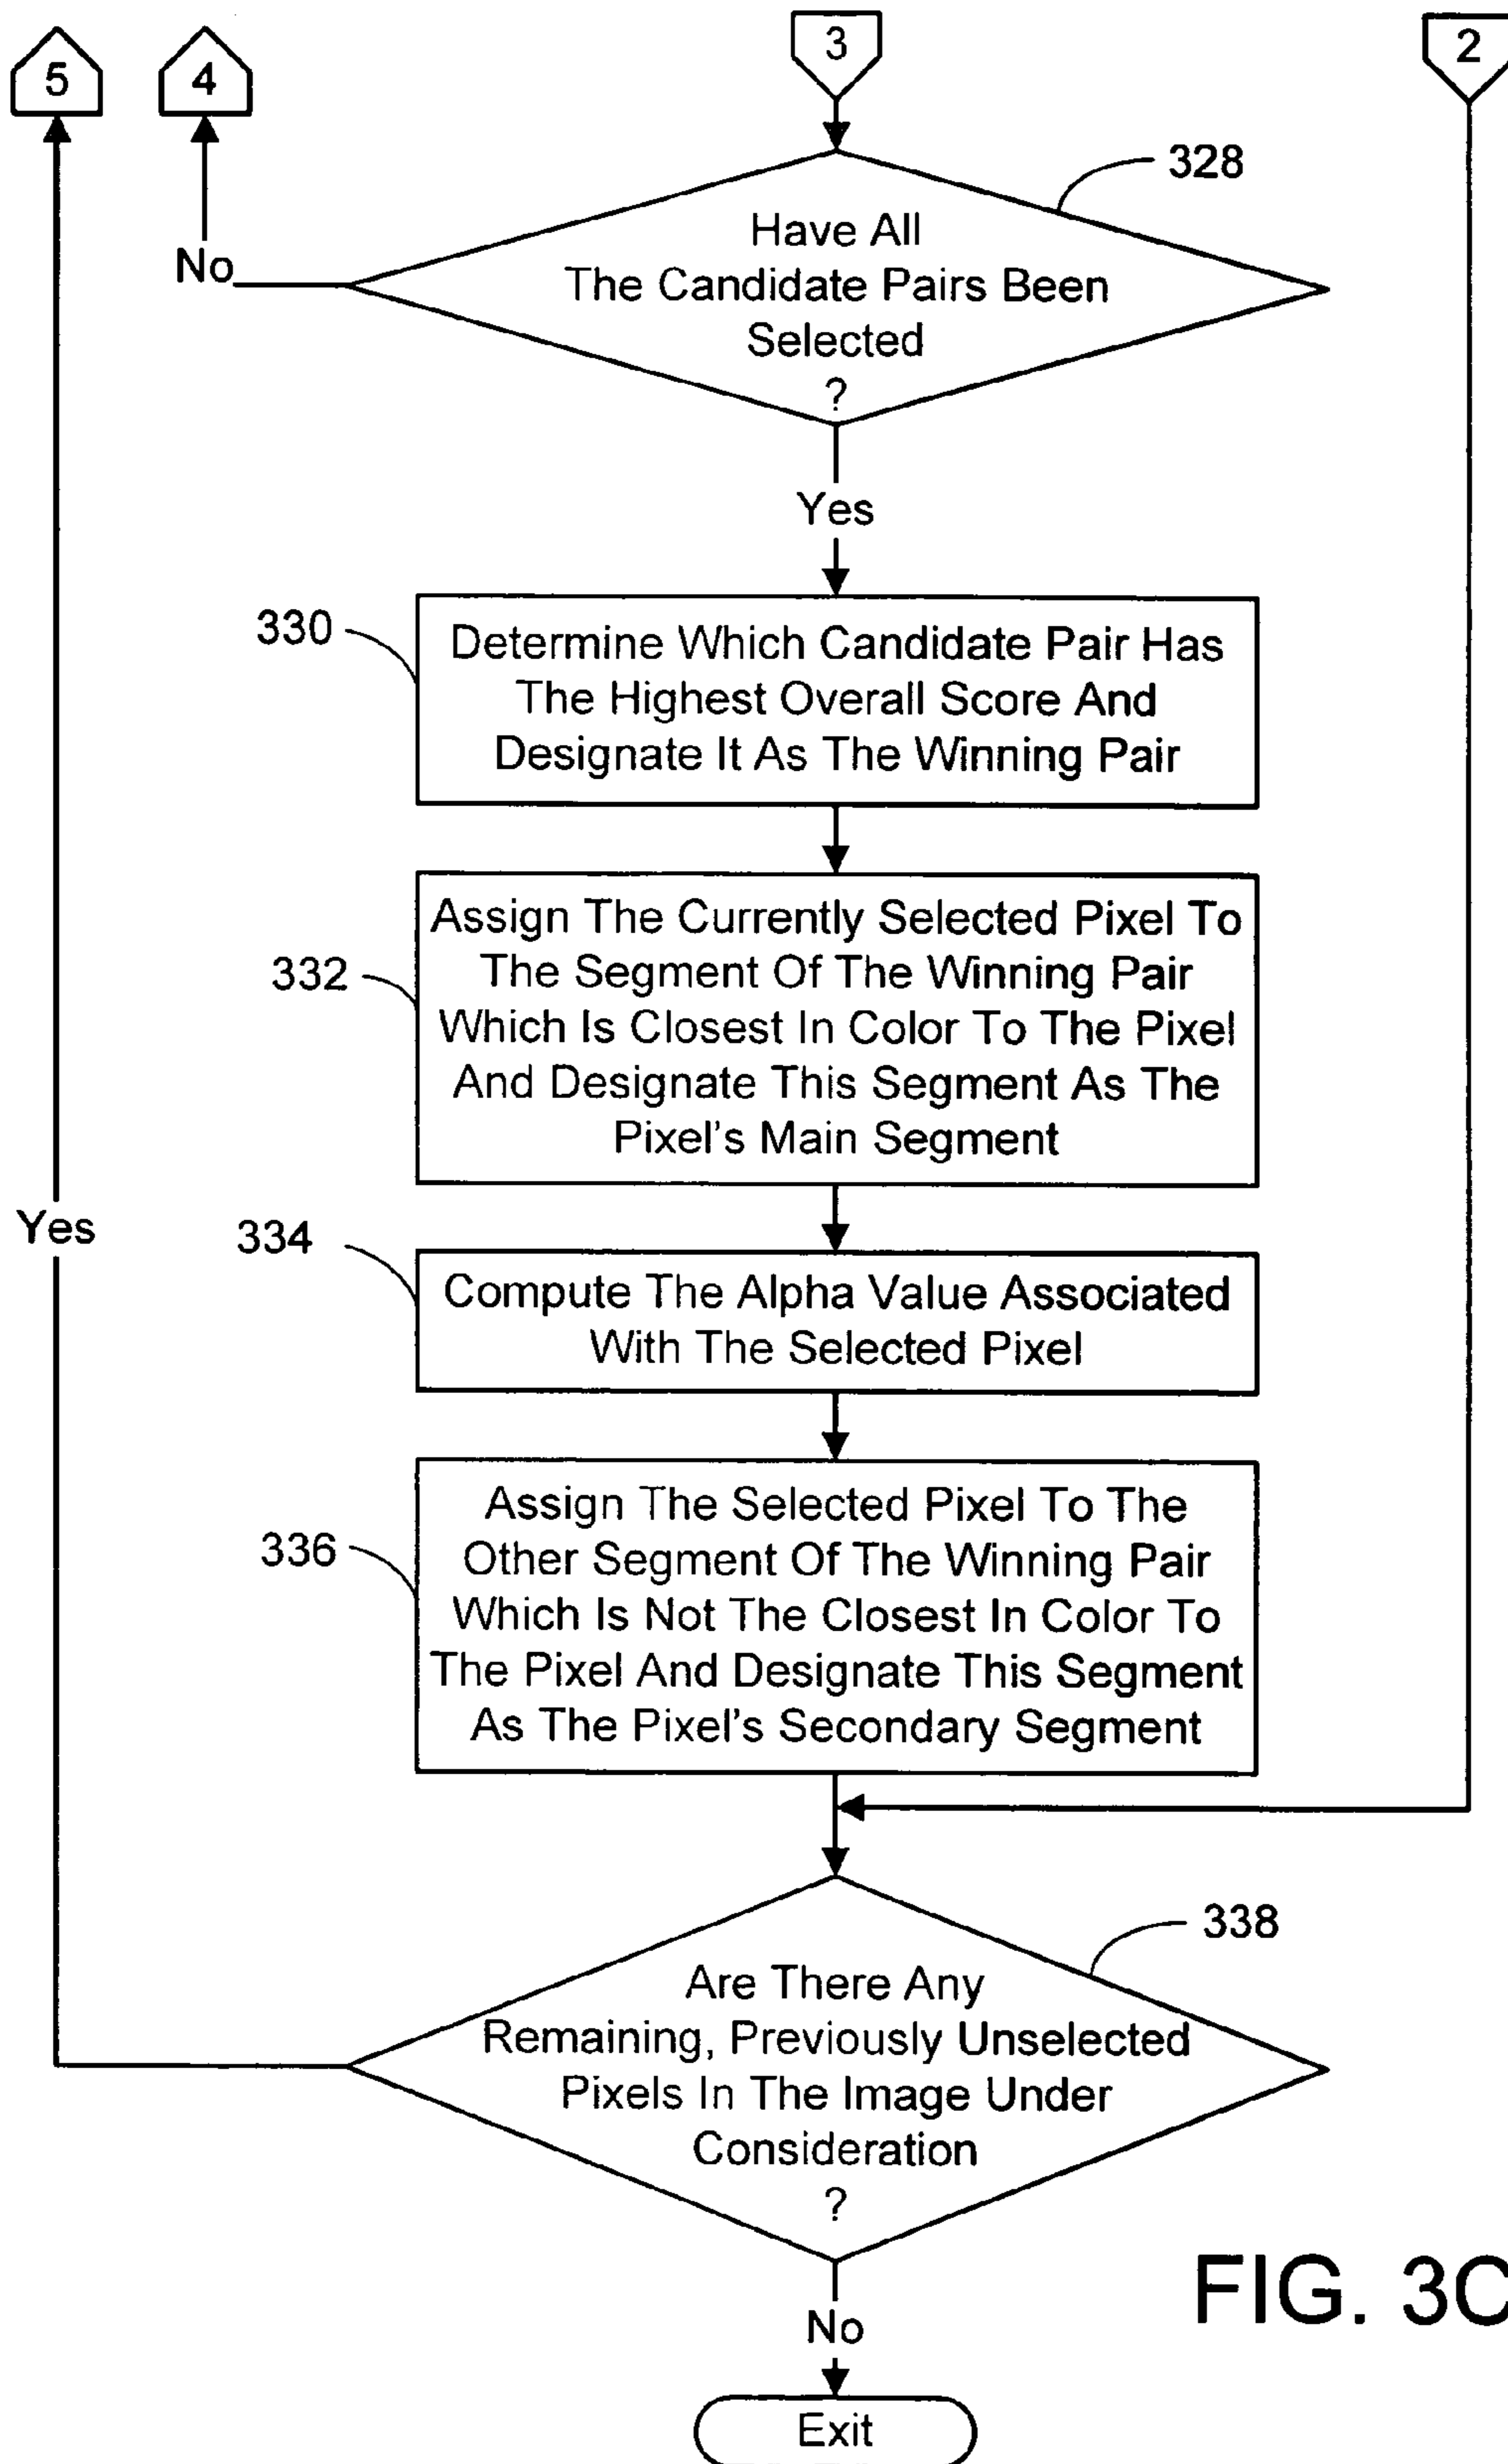 5
4
3
2
328
Have All
The Candidate Pairs Been
Selected
?
No
Yes
330
Determine Which Candidate Pair Has
The Highest Overall Score And
Designate It As The Winning Pair
332
Assign The Currently Selected Pixel To
The Segment Of The Winning Pair
Which Is Closest In Color To The Pixel
And Designate This Segment As The
Pixel's Main Segment
Yes
334
Compute The Alpha Value Associated
With The Selected Pixel
336
Assign The Selected Pixel To The
Other Segment Of The Winning Pair
Which Is Not The Closest In Color To
The Pixel And Designate This Segment
As The Pixel's Secondary Segment
338
Are There Any
Remaining, Previously Unselected
Pixels In The Image Under
Consideration
?
No
FIG. 3C
Exit